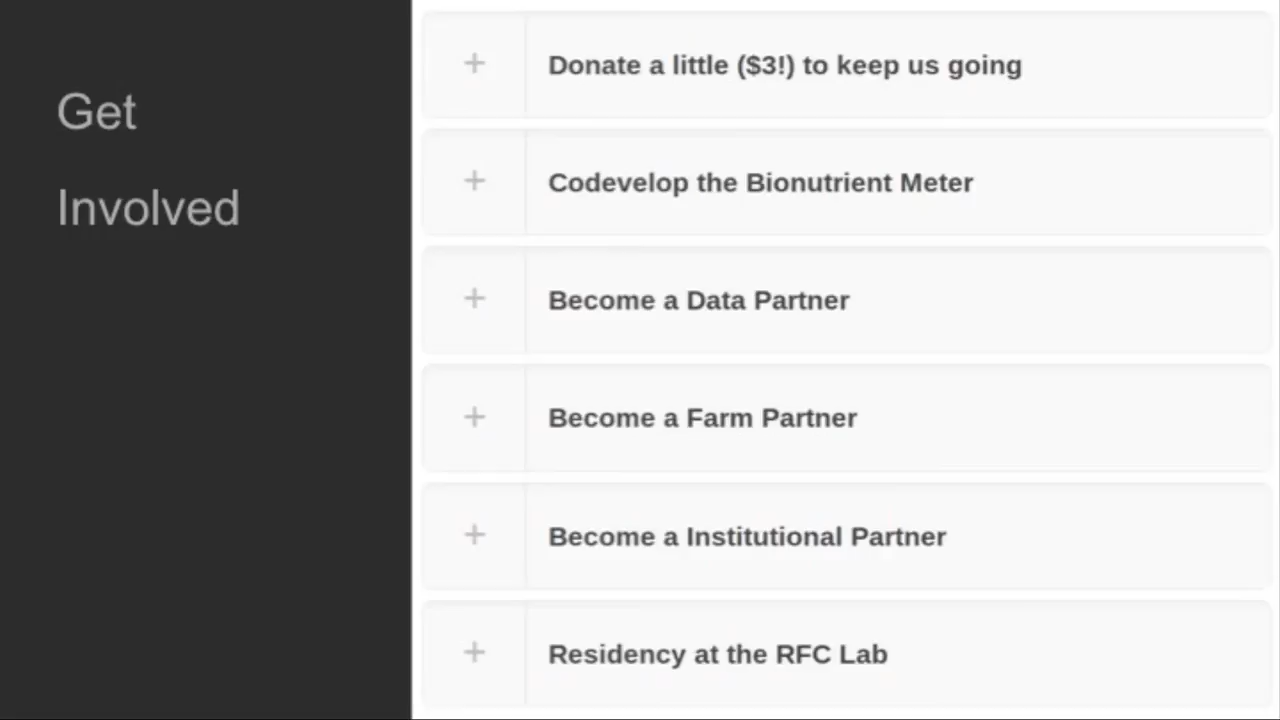 Get
Involved
+ Donate a little ($3!) to keep us going
+ Codevelop the Bionutrient Meter
+ Become a Data Partner
+ Become a Farm Partner
+ Become a Institutional Partner
+ Residency at the RFC Lab